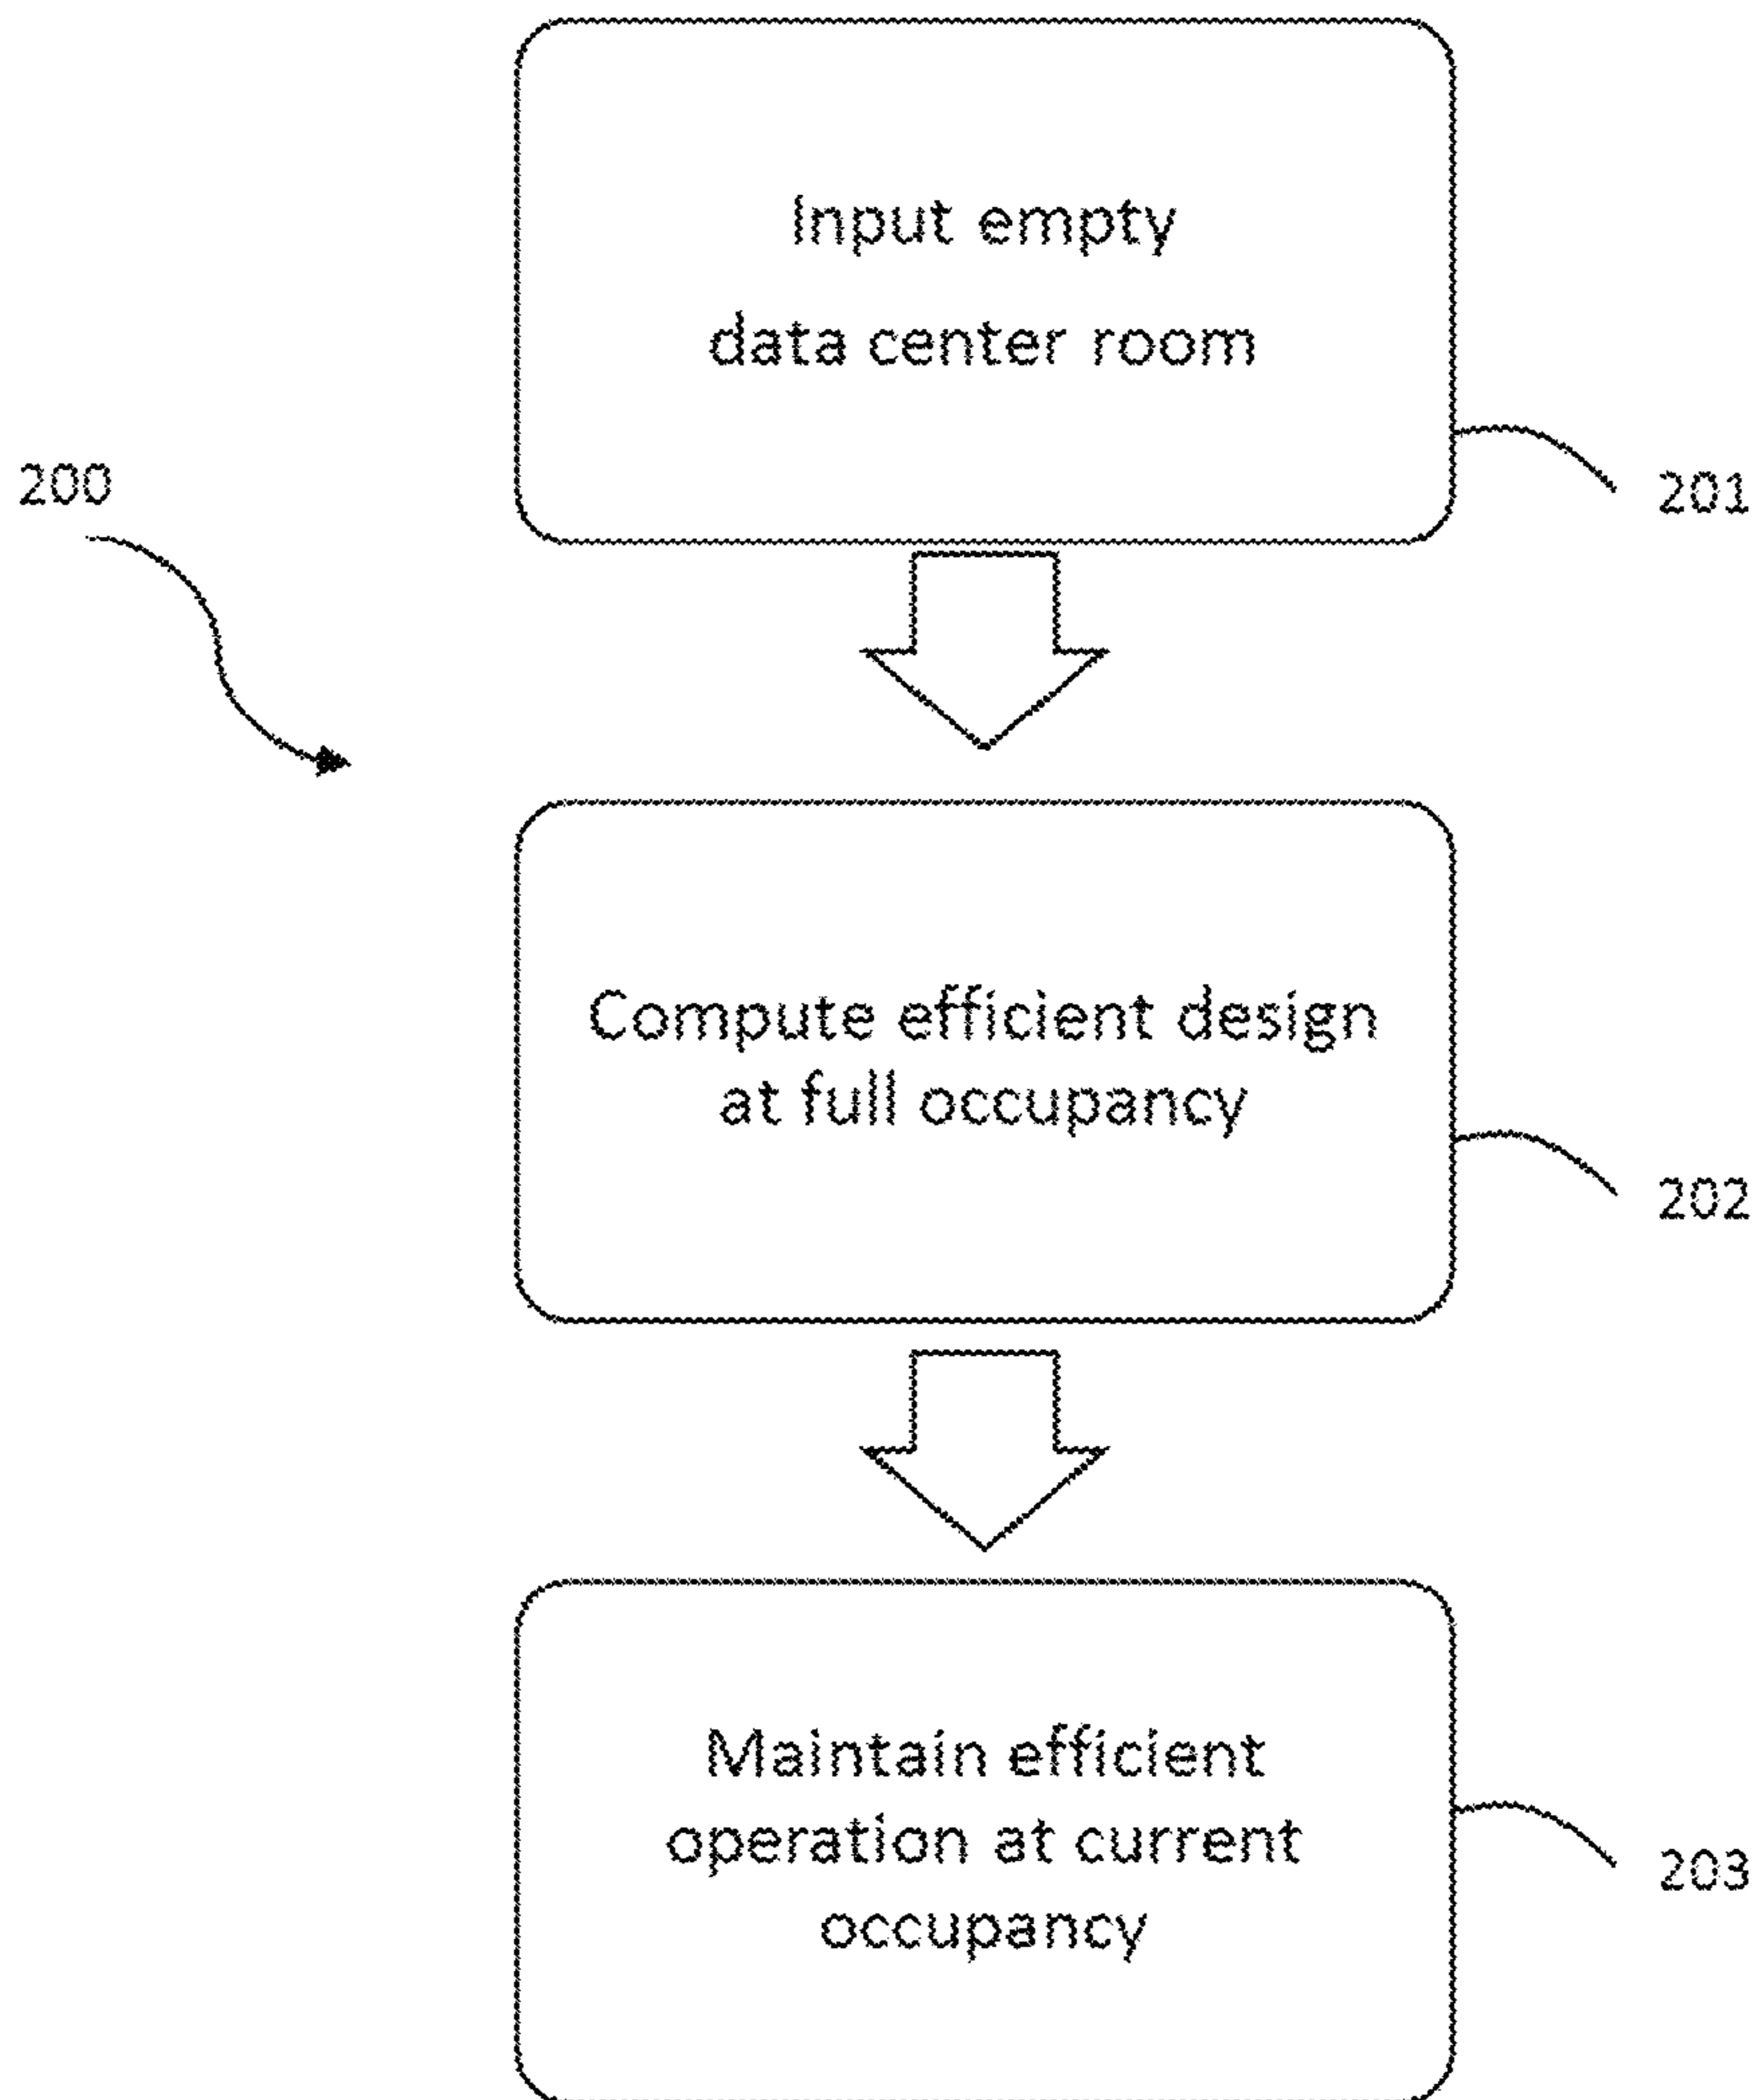 Input empty
data center room
200
201
Compute efficient design
at full occupancy
202
Maintain efficient
operation at current
occupancy
203